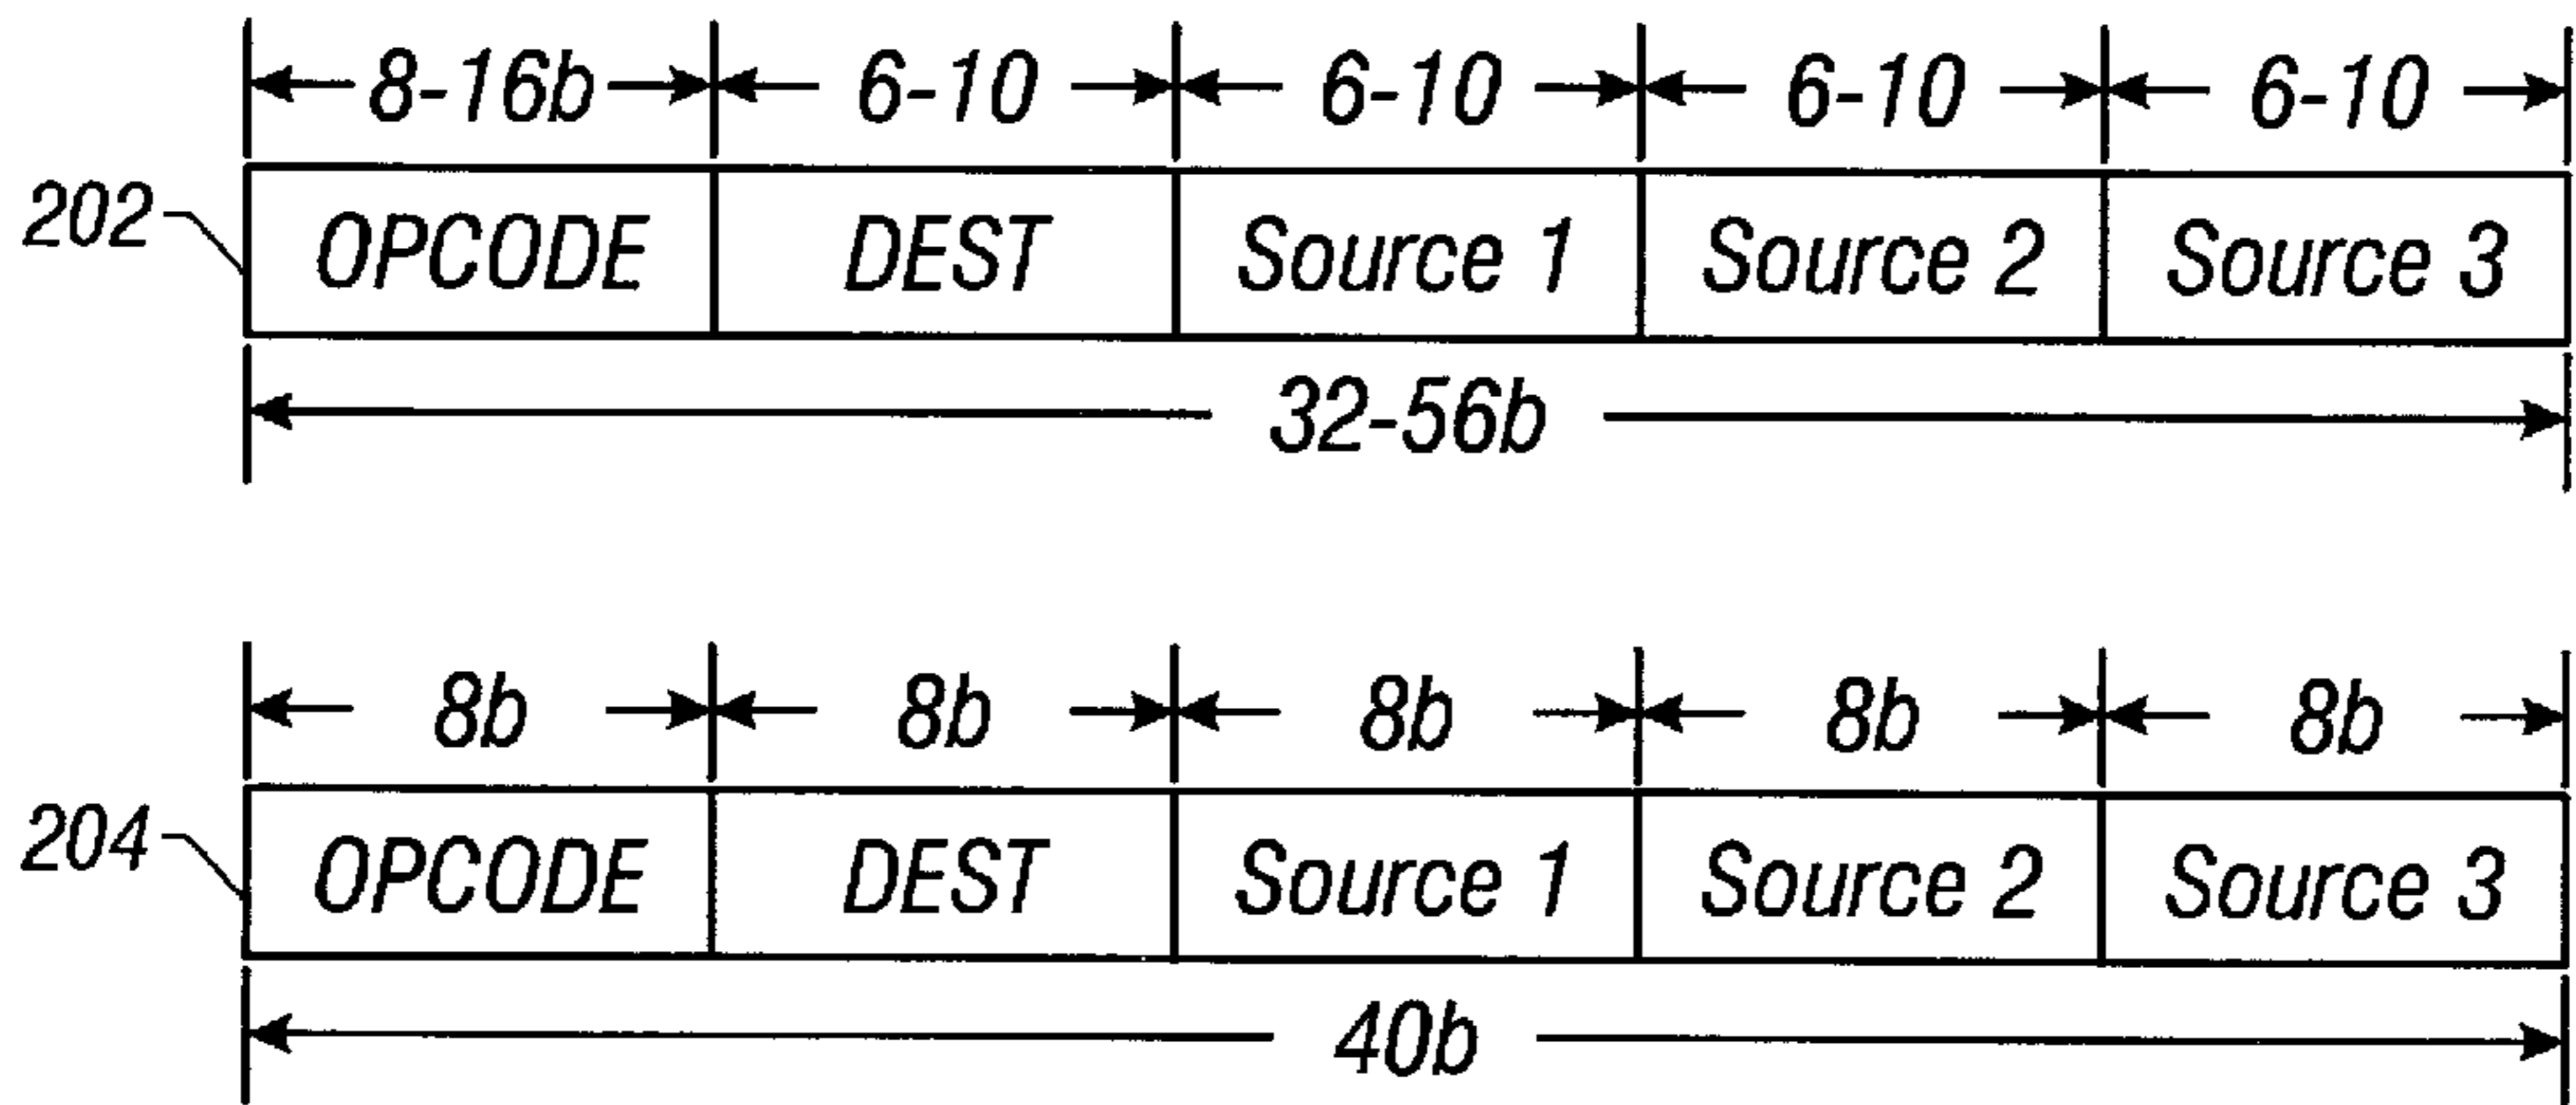 8-16b 6-10 6-10 6-10 6-10
202 OPCODE DEST Source 1 Source 2 Source 3
32-56b
8b 8b 8b 8b 8b
204 OPCODE DEST Source 1 Source 2 Source 3
40b